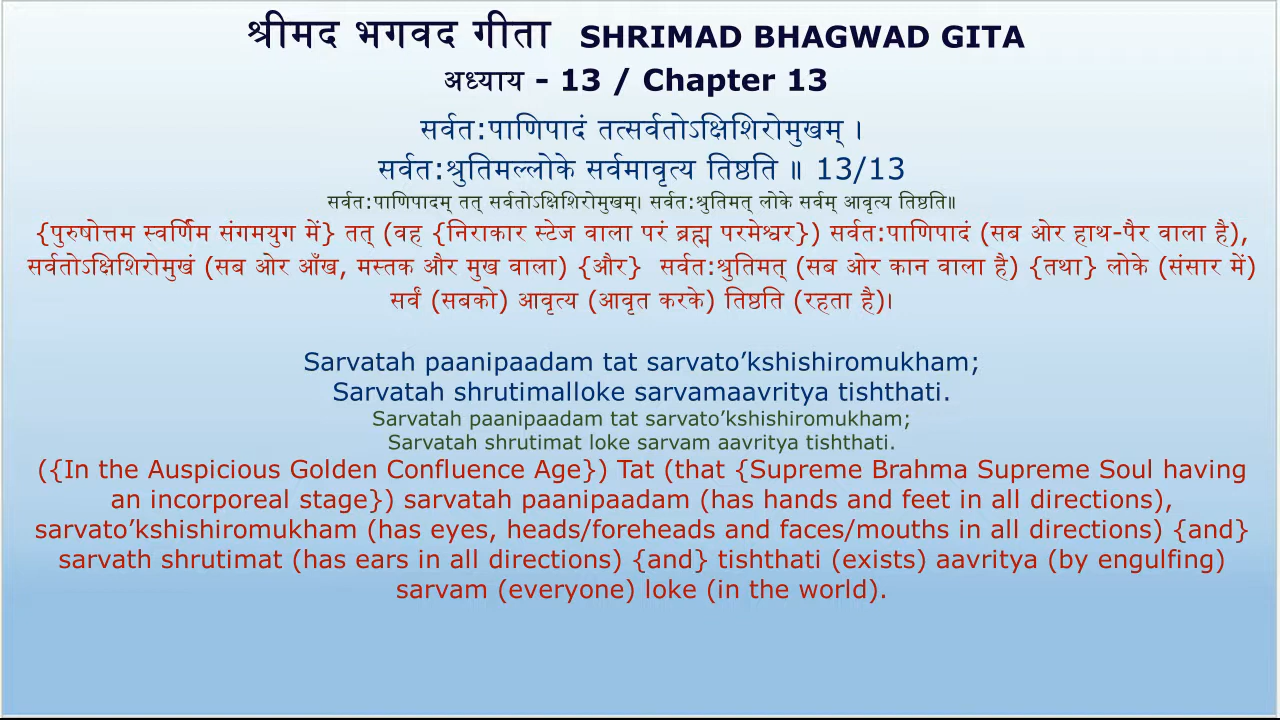 श्रीमद भगवद गीता SHRIMAD BHAGWAD GITA
अध्याय - 13 / Chapter 13
सर्वत:पाणिपादं तत्सर्वतोऽक्षिशिरोमुखम् ।
सर्वत:श्रुतिमल्लोके सर्वमावृत्य तिष्ठति ॥ 13/13
सर्वत:पाणिपादम् तत् सर्वतोऽक्षिशिरोमुखम्। सर्वत:श्रुतिमत् लोके सर्वम् आवृत्य तिष्ठति॥
{पुरुषोत्तम स्वर्णिम संगमयुग में} तत् (वह {निराकार स्टेज वाला परं ब्रह्म परमेश्वर}) सर्वत:पाणिपादं (सब ओर हाथ-पैर वाला है),
सर्वतोऽक्षिशिरोमुखं (सब ओर आँख, मस्तक और मुख वाला) {और} सर्वत:श्रुतिमत् (सब ओर कान वाला है) {तथा} लोके (संसार में)
सर्वं (सबको) आवृत्य (आवृत करके) तिष्ठति (रहता है)।
Sarvatah paanipaadam tat sarvato’kshishiromukham;
Sarvatah shrutimalloke sarvamaavritya tishthati.
Sarvatah paanipaadam tat sarvato’kshishiromukham;
Sarvatah shrutimat loke sarvam aavritya tishthati.
({In the Auspicious Golden Confluence Age}) Tat (that {Supreme Brahma Supreme Soul having
an incorporeal stage}) sarvatah paanipaadam (has hands and feet in all directions),
sarvato’kshishiromukham (has eyes, heads/foreheads and faces/mouths in all directions) {and}
sarvath shrutimat (has ears in all directions) {and} tishthati (exists) aavritya (by engulfing)
sarvam (everyone) loke (in the world).